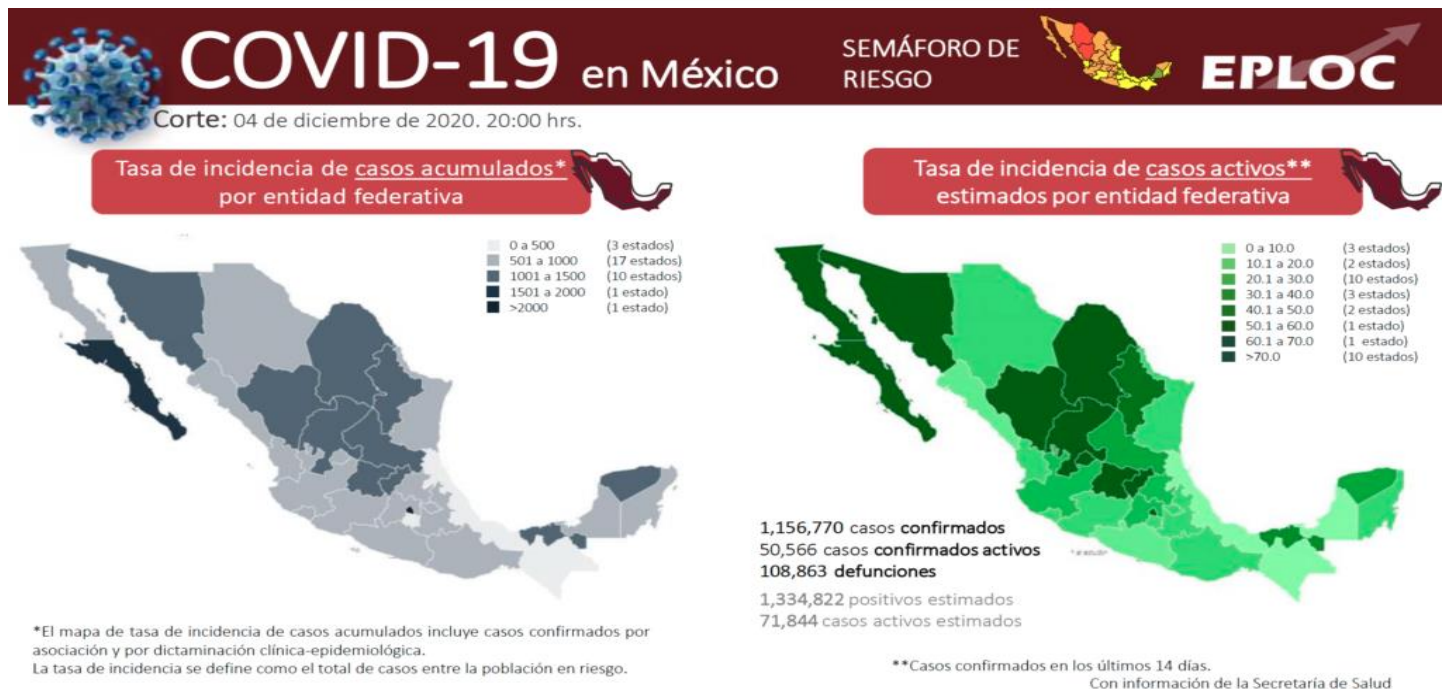 COVID-19 en México
SEMÁFORO DE
RIESGO
EPLOC
Corte: 04 de diciembre de 2020. 20:00 hrs.
Tasa de incidencia de casos acumulados*
por entidad federativa
0 a 500 (3 estados)
501 a 1000 (17 estados)
1001 a 1500 (10 estados)
1501 a 2000 (1 estado)
>2000 (1 estado)
*El mapa de tasa de incidencia de casos acumulados incluye casos confirmados por
asociación y por dictaminación clínica-epidemiológica.
La tasa de incidencia se define como el total de casos entre la población en riesgo.
Tasa de incidencia de casos activos**
estimados por entidad federativa
0 a 10.0 (3 estados)
10.1 a 20.0 (2 estados)
20.1 a 30.0 (10 estados)
30.1 a 40.0 (3 estados)
40.1 a 50.0 (2 estados)
50.1 a 60.0 (1 estado)
60.1 a 70.0 (1 estado)
>70.0 (10 estados)
1,156,770 casos confirmados
50,566 casos confirmados activos
108,863 defunciones
1,334,822 positivos estimados
71,844 casos activos estimados
**Casos confirmados en los últimos 14 días.
Con información de la Secretaría de Salud